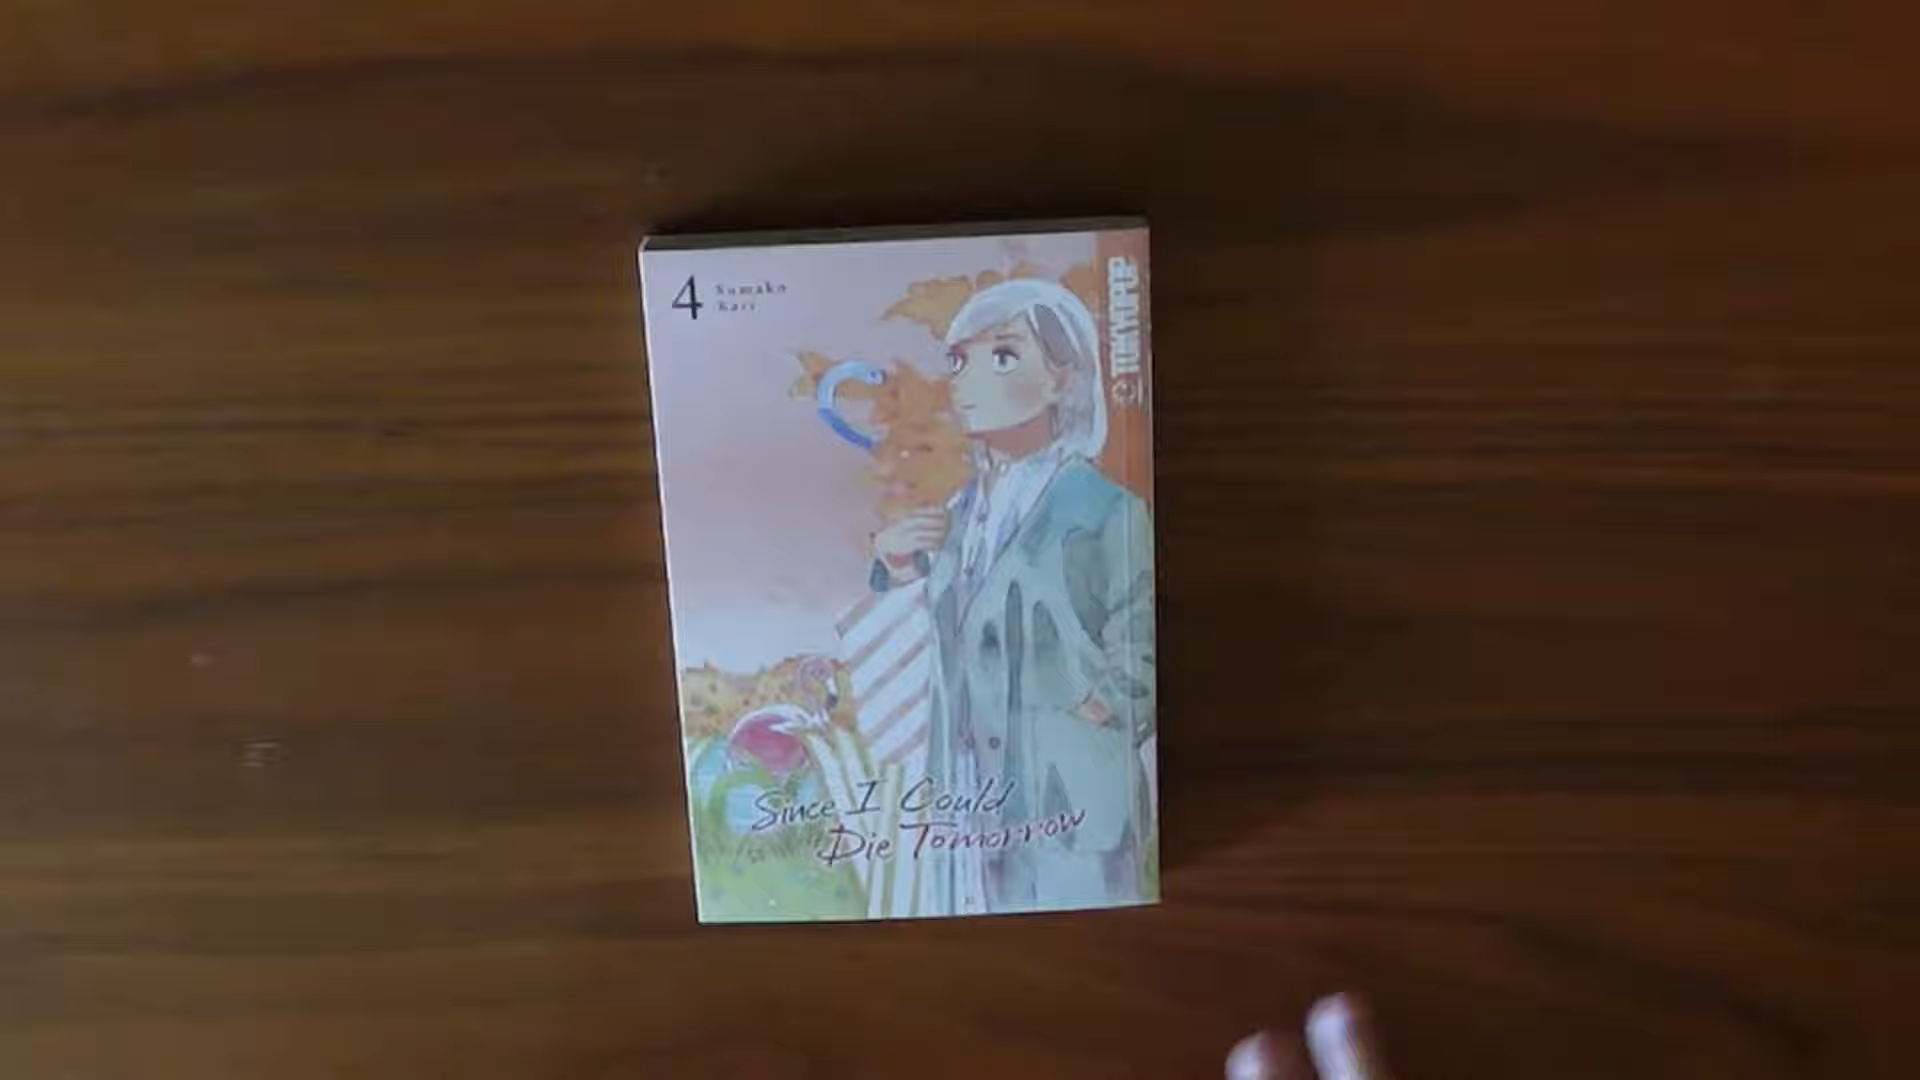 4
Sumako
Kari
TOKYOPOP
Since I Could
Die Tomorrow